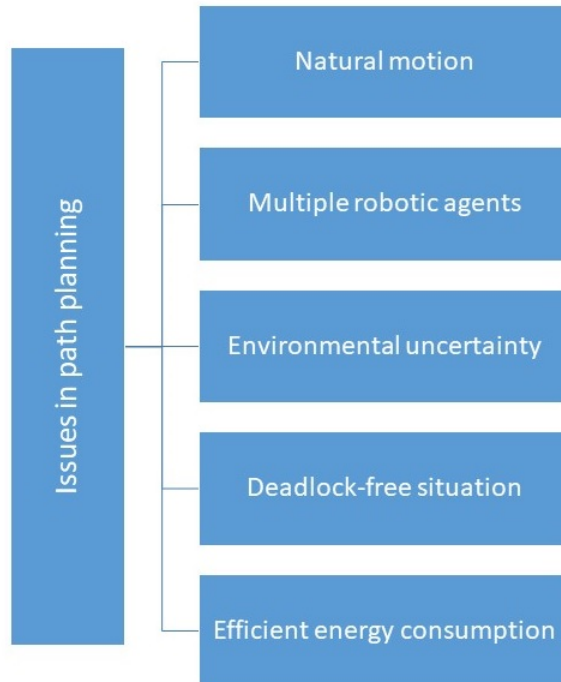 Issues in path planning
Natural motion
Multiple robotic agents
Environmental uncertainty
Deadlock-free situation
Efficient energy consumption